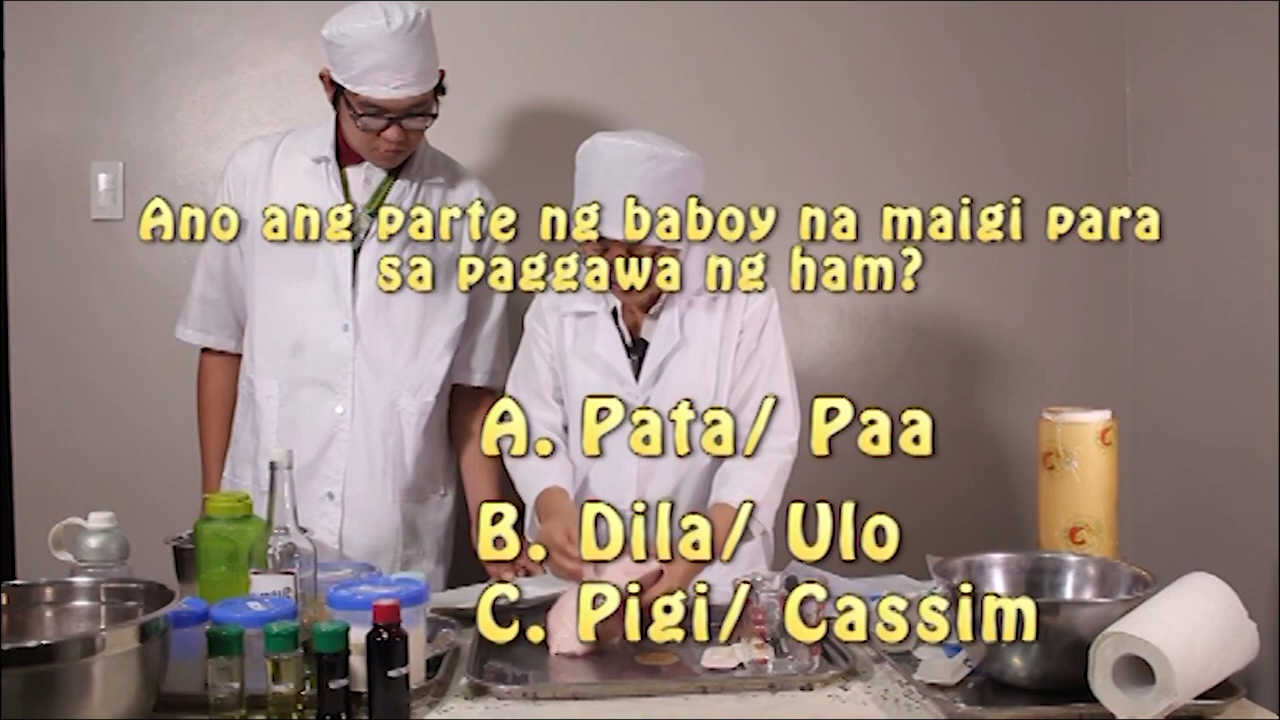 Ano ang parte ng baboy na maigi para
sa paggawa ng ham?
A. Pata/ Paa
B. Dila/ Ulo
C. Pigi/ Cassim